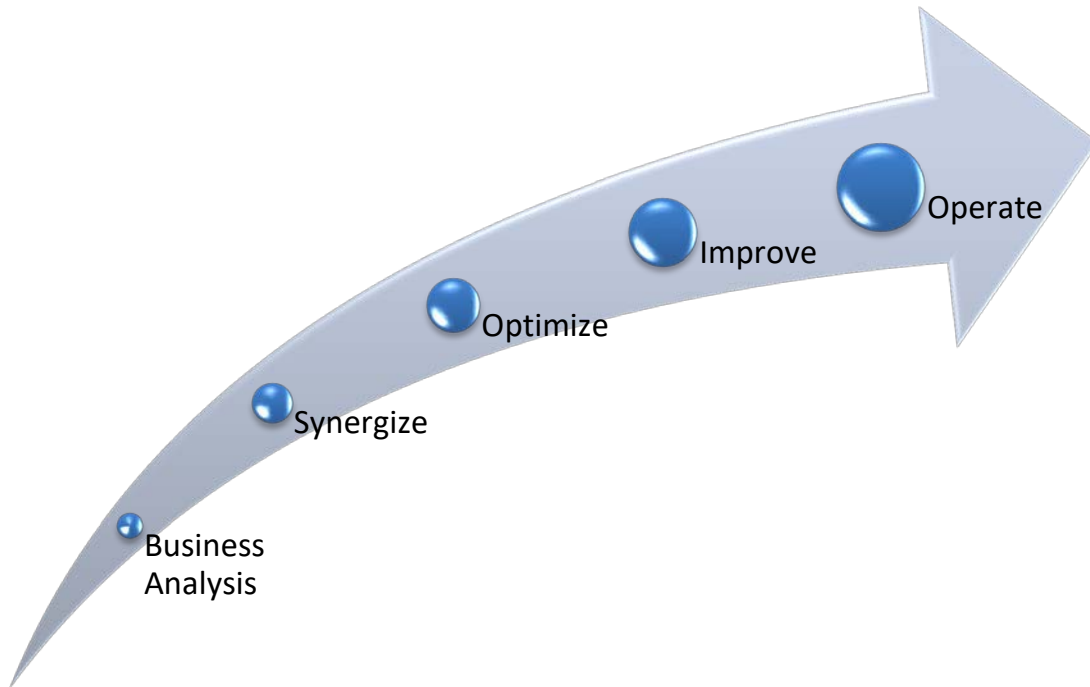 Operate
Improve
Optimize
Synergize
Business
Analysis